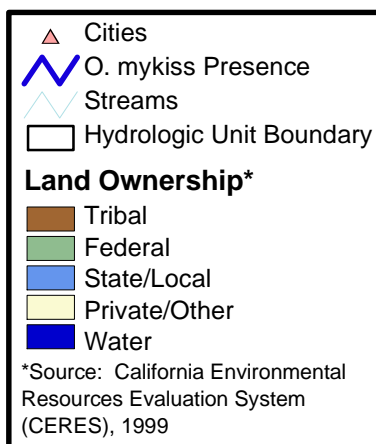 Cities
O. mykiss Presence
Streams
Hydrologic Unit Boundary
Land Ownership*
Tribal
Federal
State/Local
Private/Other
Water
*Source: California Environmental
Resources Evaluation System
(CERES), 1999